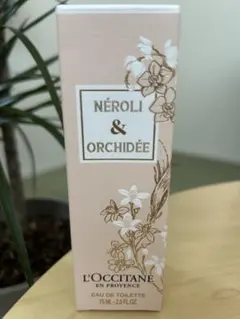 NÉROLI
&
ORCHIDÉE
L'OCCITANE
EN PROVENCE
EAU DE TOILETTE